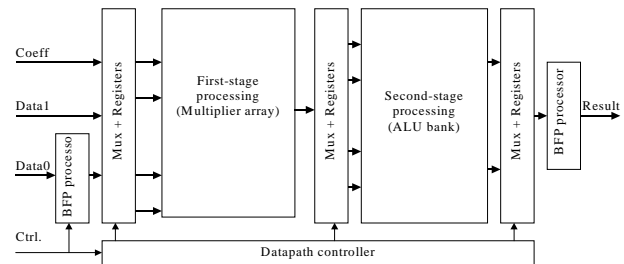 Coeff
Data1
Data0
Ctrl.
BFP processo
Mux + Registers
First-stage
processing
(Multiplier array)
Mux + Registers
Second-stage
processing
(ALU bank)
Mux + Registers
BFP processor
Result
Datapath controller